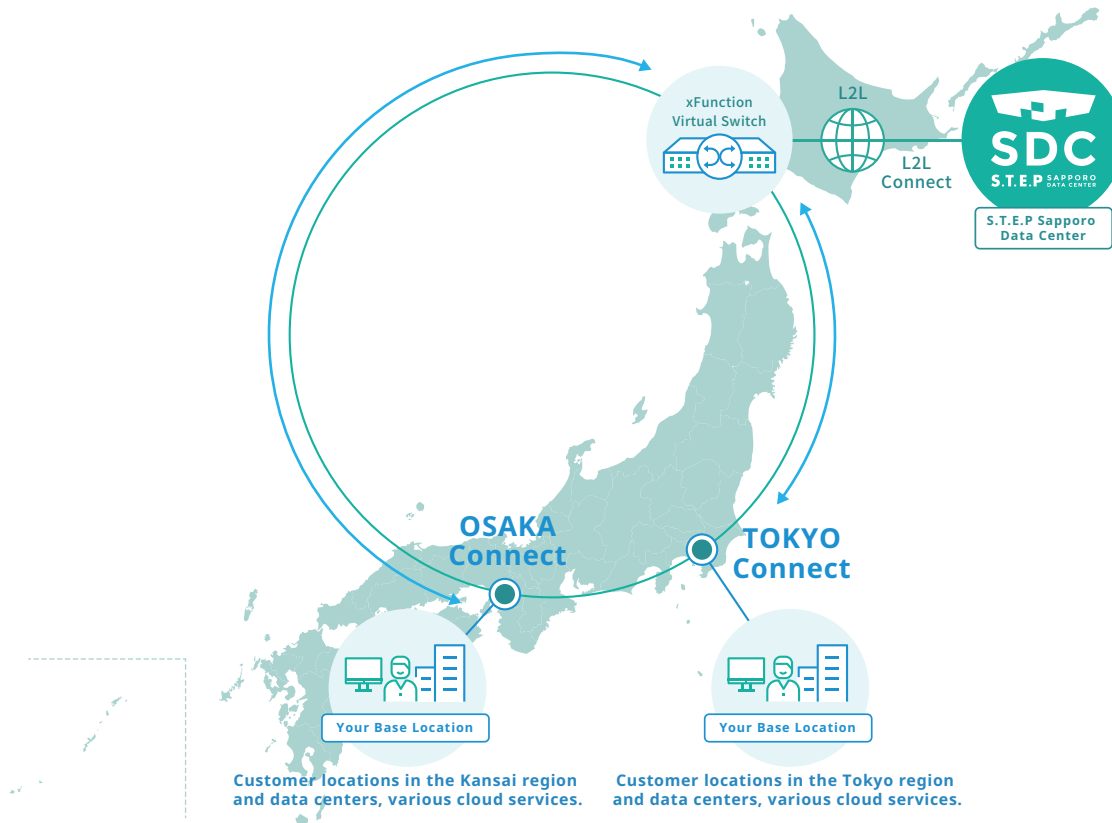 xFunction
Virtual Switch
L2L
L2L
Connect
SDC
S.T.E.P SAPPORO
DATA CENTER
S.T.E.P Sapporo
Data Center
OSAKA
Connect
TOKYO
Connect
Your Base Location
Your Base Location
Customer locations in the Kansai region
and data centers, various cloud services.
Customer locations in the Tokyo region
and data centers, various cloud services.